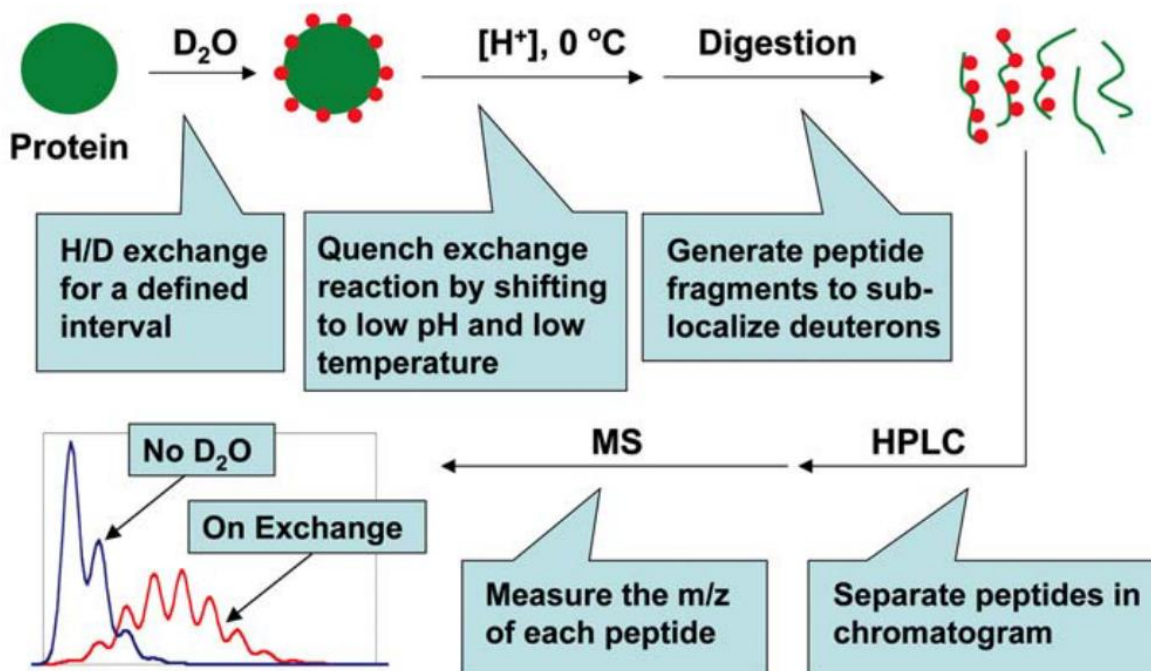 D₂O
[H⁺], 0 ºC
Digestion
Protein
H/D exchange
for a defined
interval
Quench exchange
reaction by shifting
to low pH and low
temperature
Generate peptide
fragments to sub-
localize deuterons
No D₂O
On Exchange
MS
HPLC
Measure the m/z
of each peptide
Separate peptides in
chromatogram